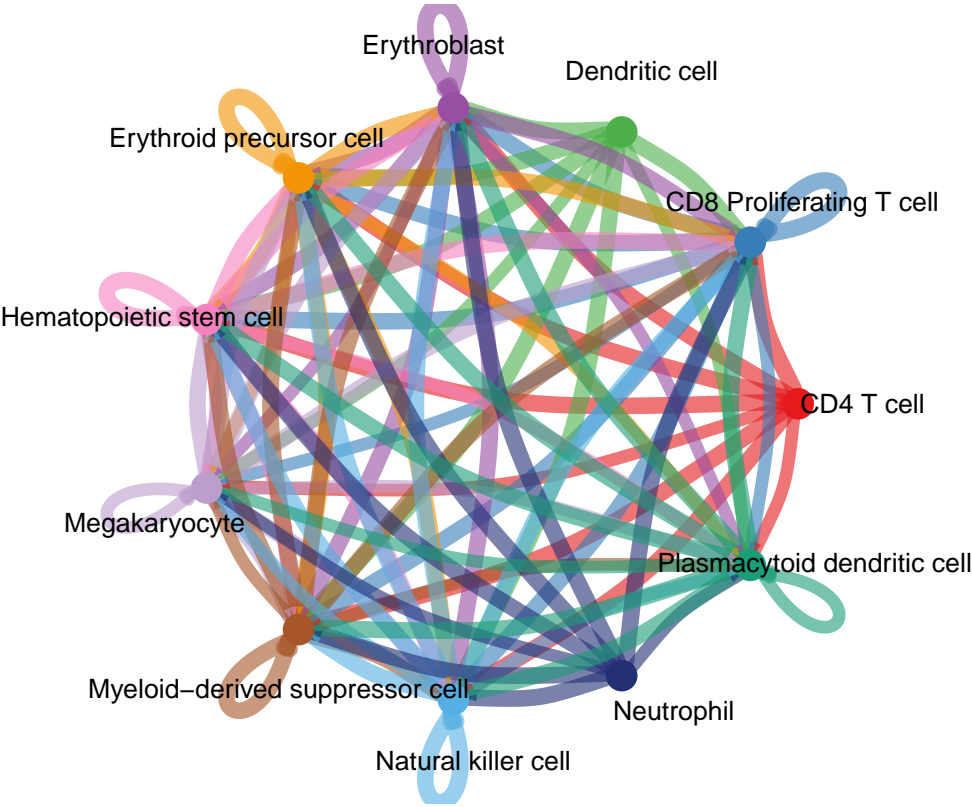 Erythroblast
Dendritic cell
Erythroid precursor cell
CD8 Proliferating T cell
Hematopoietic stem cell
CD4 T cell
Megakaryocyte
Plasmacytoid dendritic cell
Myeloid−derived suppressor cell
Neutrophil
Natural killer cell